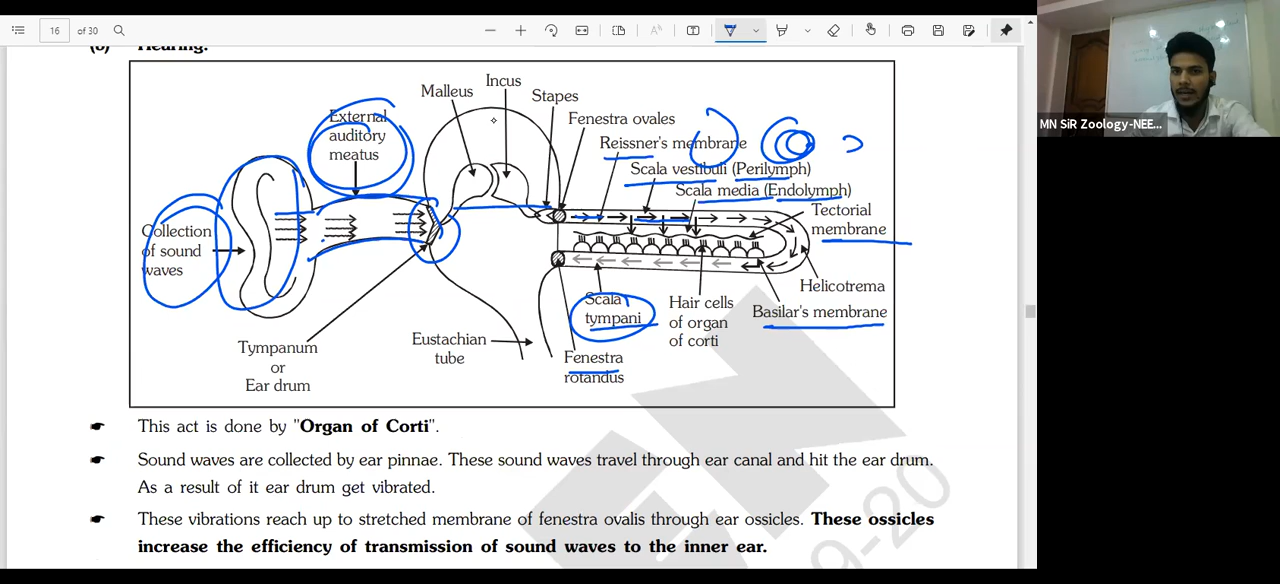 16 of 30
Hearing:
Malleus
Incus
Stapes
Fenestra ovales
External
auditory
meatus
Reissner's membrane
Scala vestibuli (Perilymph)
Scala media (Endolymph)
Tectorial
membrane
Collection
of sound
waves
Helicotrema
Basilar's membrane
Scala
tympani
Hair cells
of organ
of corti
Tympanum
or
Ear drum
Eustachian
tube
Fenestra
rotandus
This act is done by "Organ of Corti".
Sound waves are collected by ear pinnae. These sound waves travel through ear canal and hit the ear drum.
As a result of it ear drum get vibrated.
These vibrations reach up to stretched membrane of fenestra ovalis through ear ossicles. These ossicles
increase the efficiency of transmission of sound waves to the inner ear.
9-20
MN SiR Zoology-NEE...